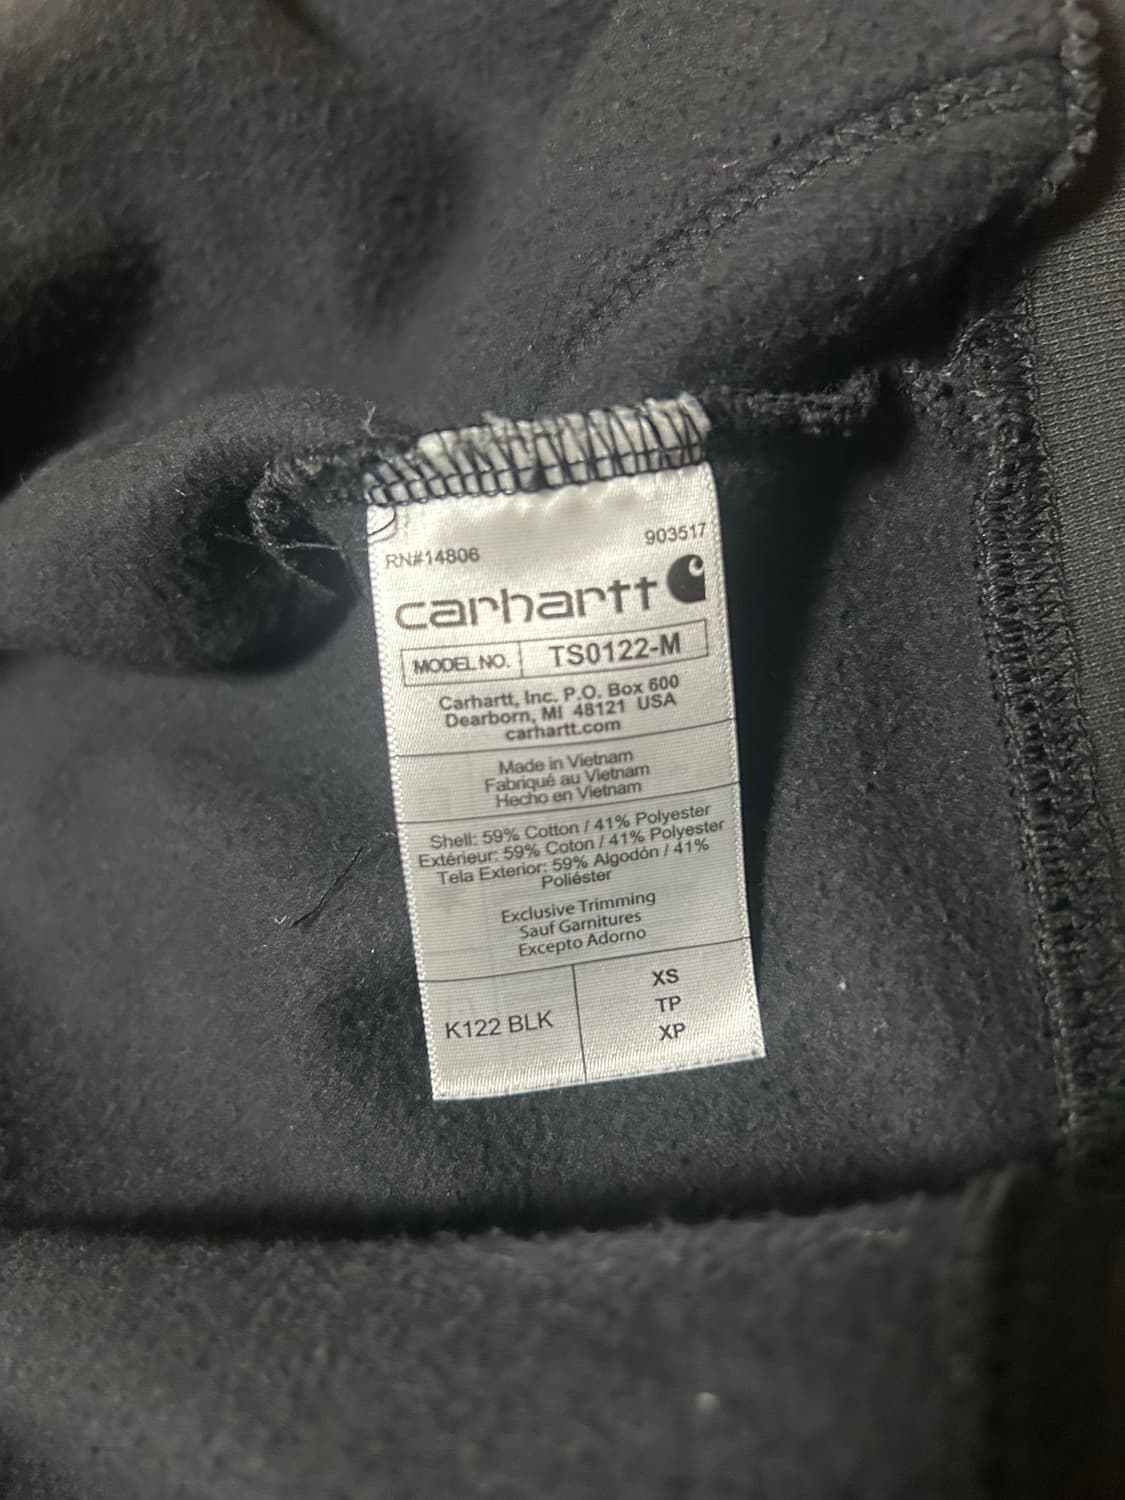 RN#14806 903517
carhartt
MODEL NO. TS0122-M
Carhartt, Inc. P.O. Box 600
Dearborn, MI 48121 USA
carhartt.com
Made in Vietnam
Fabriqué au Vietnam
Hecho en Vietnam
Shell: 59% Cotton / 41% Polyester
Extérieur: 59% Coton / 41% Polyester
Tela Exterior: 59% Algodón / 41%
Poliéster
Exclusive Trimming
Sauf Garnitures
Excepto Adorno
K122 BLK
XS
TP
XP